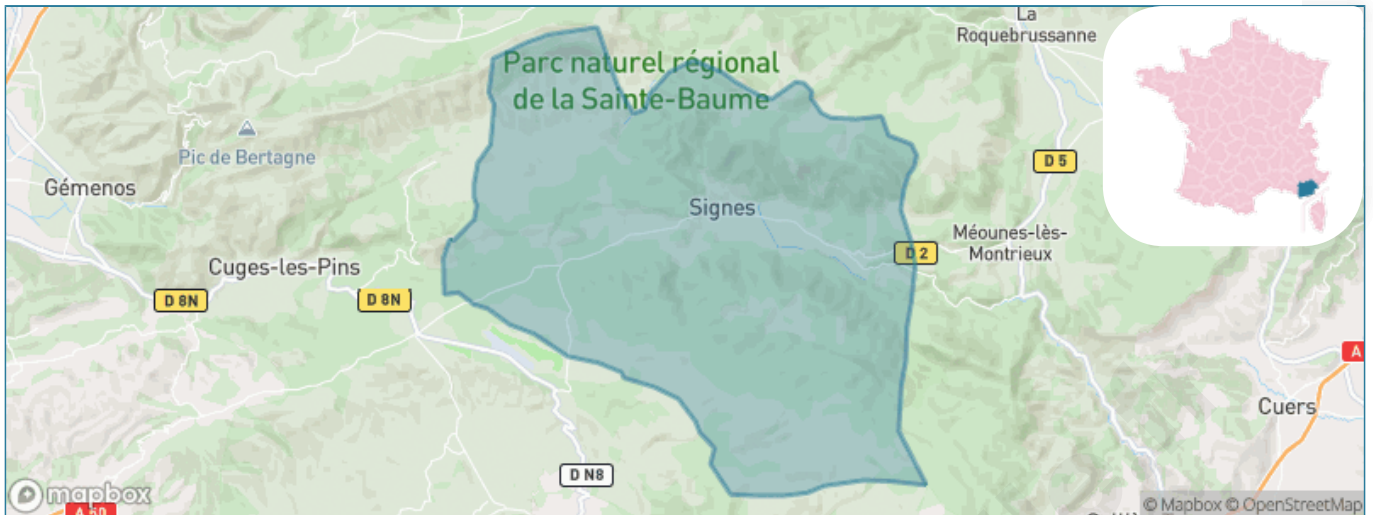 La
Roquebrussanne
Parc naturel régional
de la Sainte-Baume
Pic de Bertagne
D 5
Gémenos
Signes
Méounes-lès-
Montrieux
D 2
Cuges-les-Pins
D 8N
D 8N
A
Cuers
D N8
mapbox
A 50
© Mapbox © OpenStreetMap